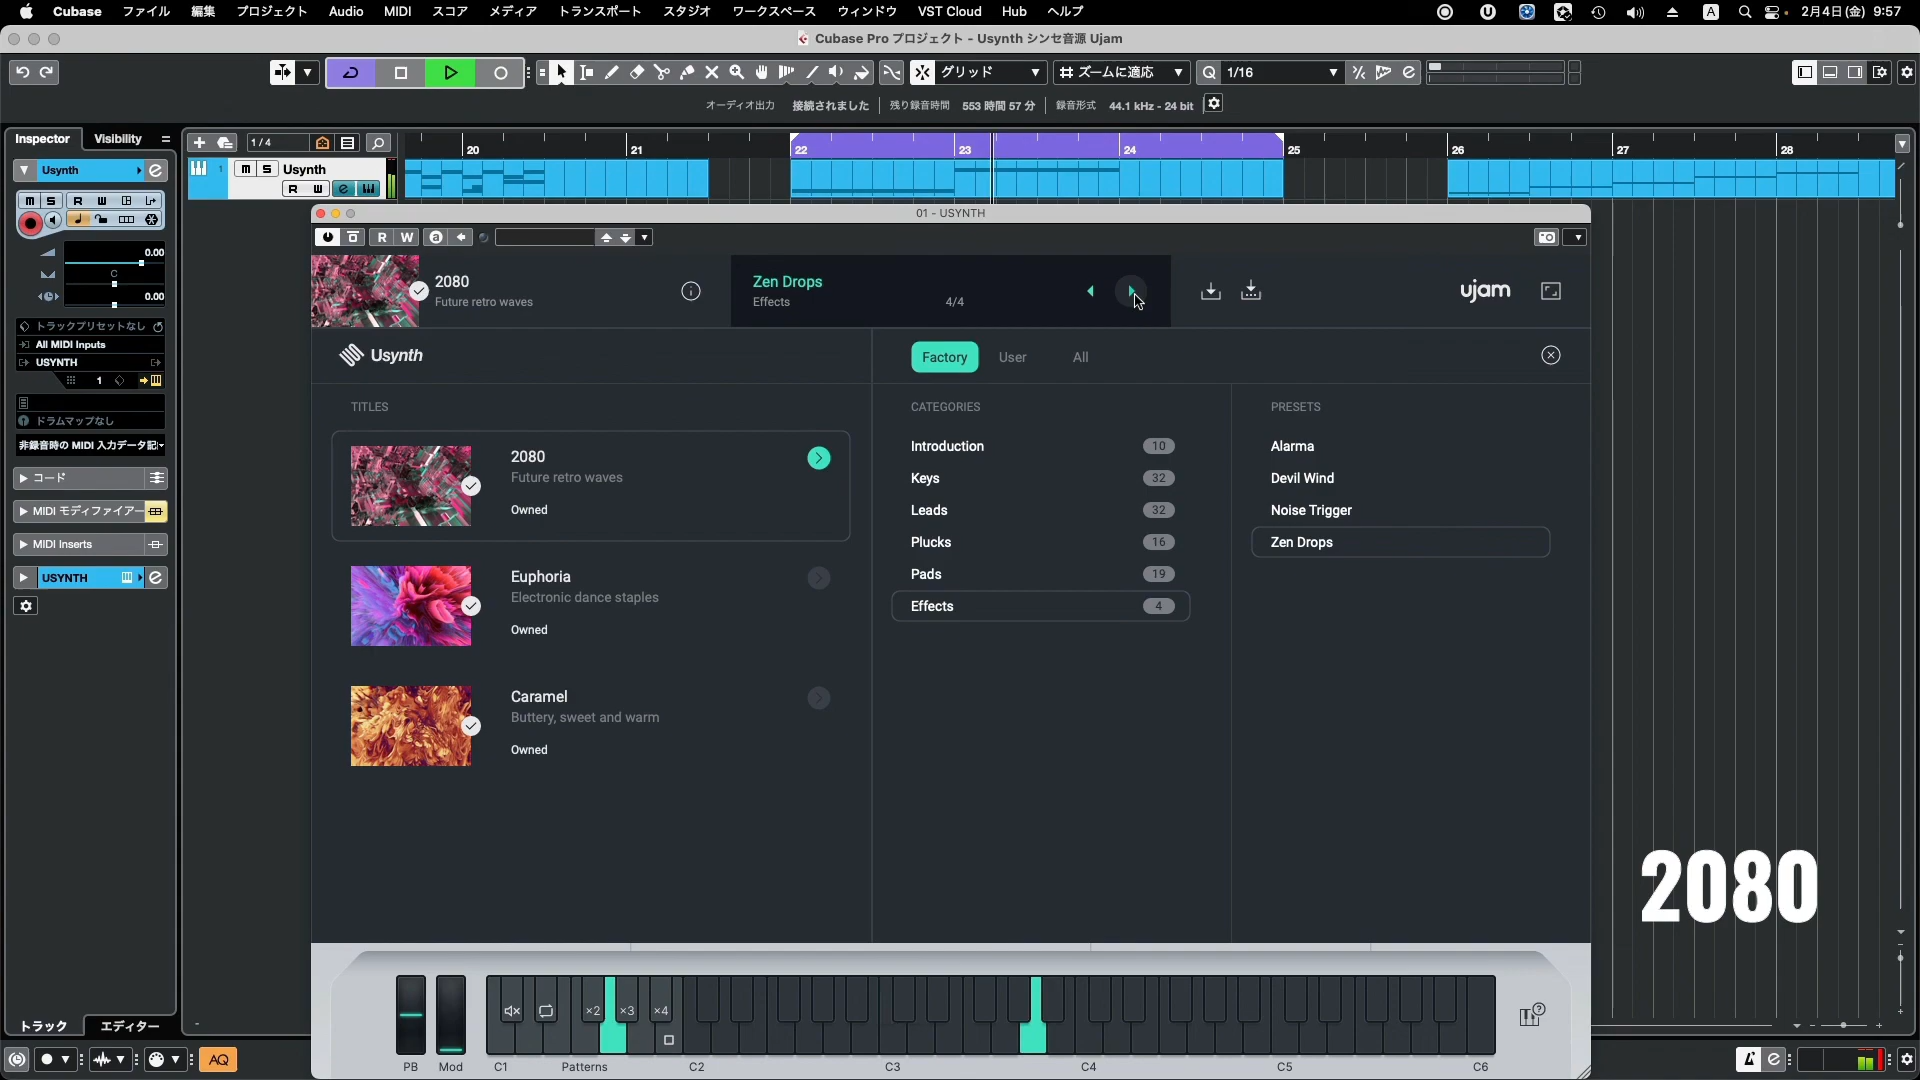 Cubase ファイル 編集 プロジェクト Audio MIDI スコア メディア トランスポート スタジオ ワークスペース ウィンドウ VST Cloud Hub ヘルプ A 2月4日(金) 9:57
Cubase Pro プロジェクト - Usynth シンセ音源 Ujam
グリッド ズームに適応 Q 1/16
オーディオ出力 接続されました 残り録音時間 553 時間 57 分 録音形式 44.1 kHz - 24 bit
Inspector Visibility
1/4
20 21 22 23 24 25 26 27 28
Usynth
1 M S Usynth
R W e
M S R W
0.00
C
0.00
トラックプリセットなし
All MIDI Inputs
USYNTH
1
ドラムマップなし
非録音時の MIDI 入力データ記
コード
MIDI モディファイアー
MIDI Inserts
USYNTH
01 - USYNTH
R W a
2080
Future retro waves
Zen Drops
Effects 4/4
ujam
Usynth
Factory User All
TITLES
CATEGORIES
PRESETS
2080
Future retro waves
Owned
Euphoria
Electronic dance staples
Owned
Caramel
Buttery, sweet and warm
Owned
Introduction 10
Keys 32
Leads 32
Plucks 16
Pads 19
Effects 4
Alarma
Devil Wind
Noise Trigger
Zen Drops
2080
×2 ×3 ×4
PB Mod C1 Patterns C2 C3 C4 C5 C6
トラック エディター
AQ